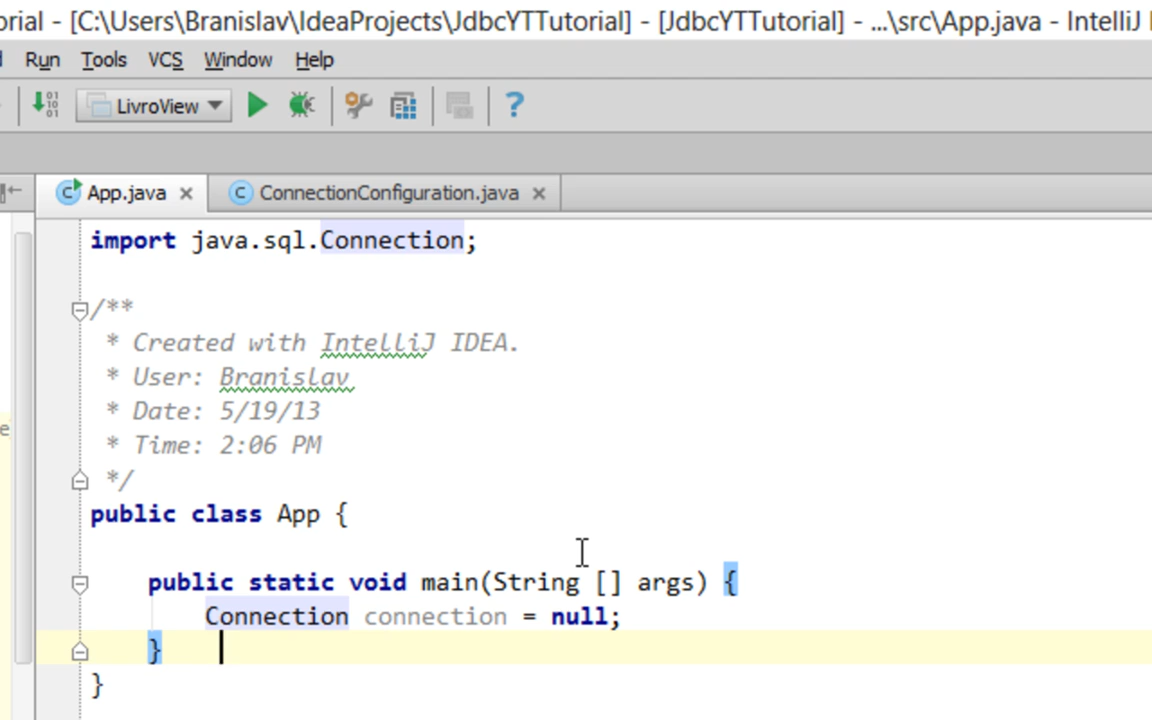 orial - [C:\Users\Branislav\IdeaProjects\JdbcYTTutorial] - [JdbcYTTutorial] - ...\src\App.java - IntelliJ
Run Tools VCS Window Help
LivroView ?
App.java ConnectionConfiguration.java
import java.sql.Connection;
/**
* Created with IntelliJ IDEA.
* User: Branislav
* Date: 5/19/13
* Time: 2:06 PM
*/
public class App {
public static void main(String [] args) {
Connection connection = null;
}
}